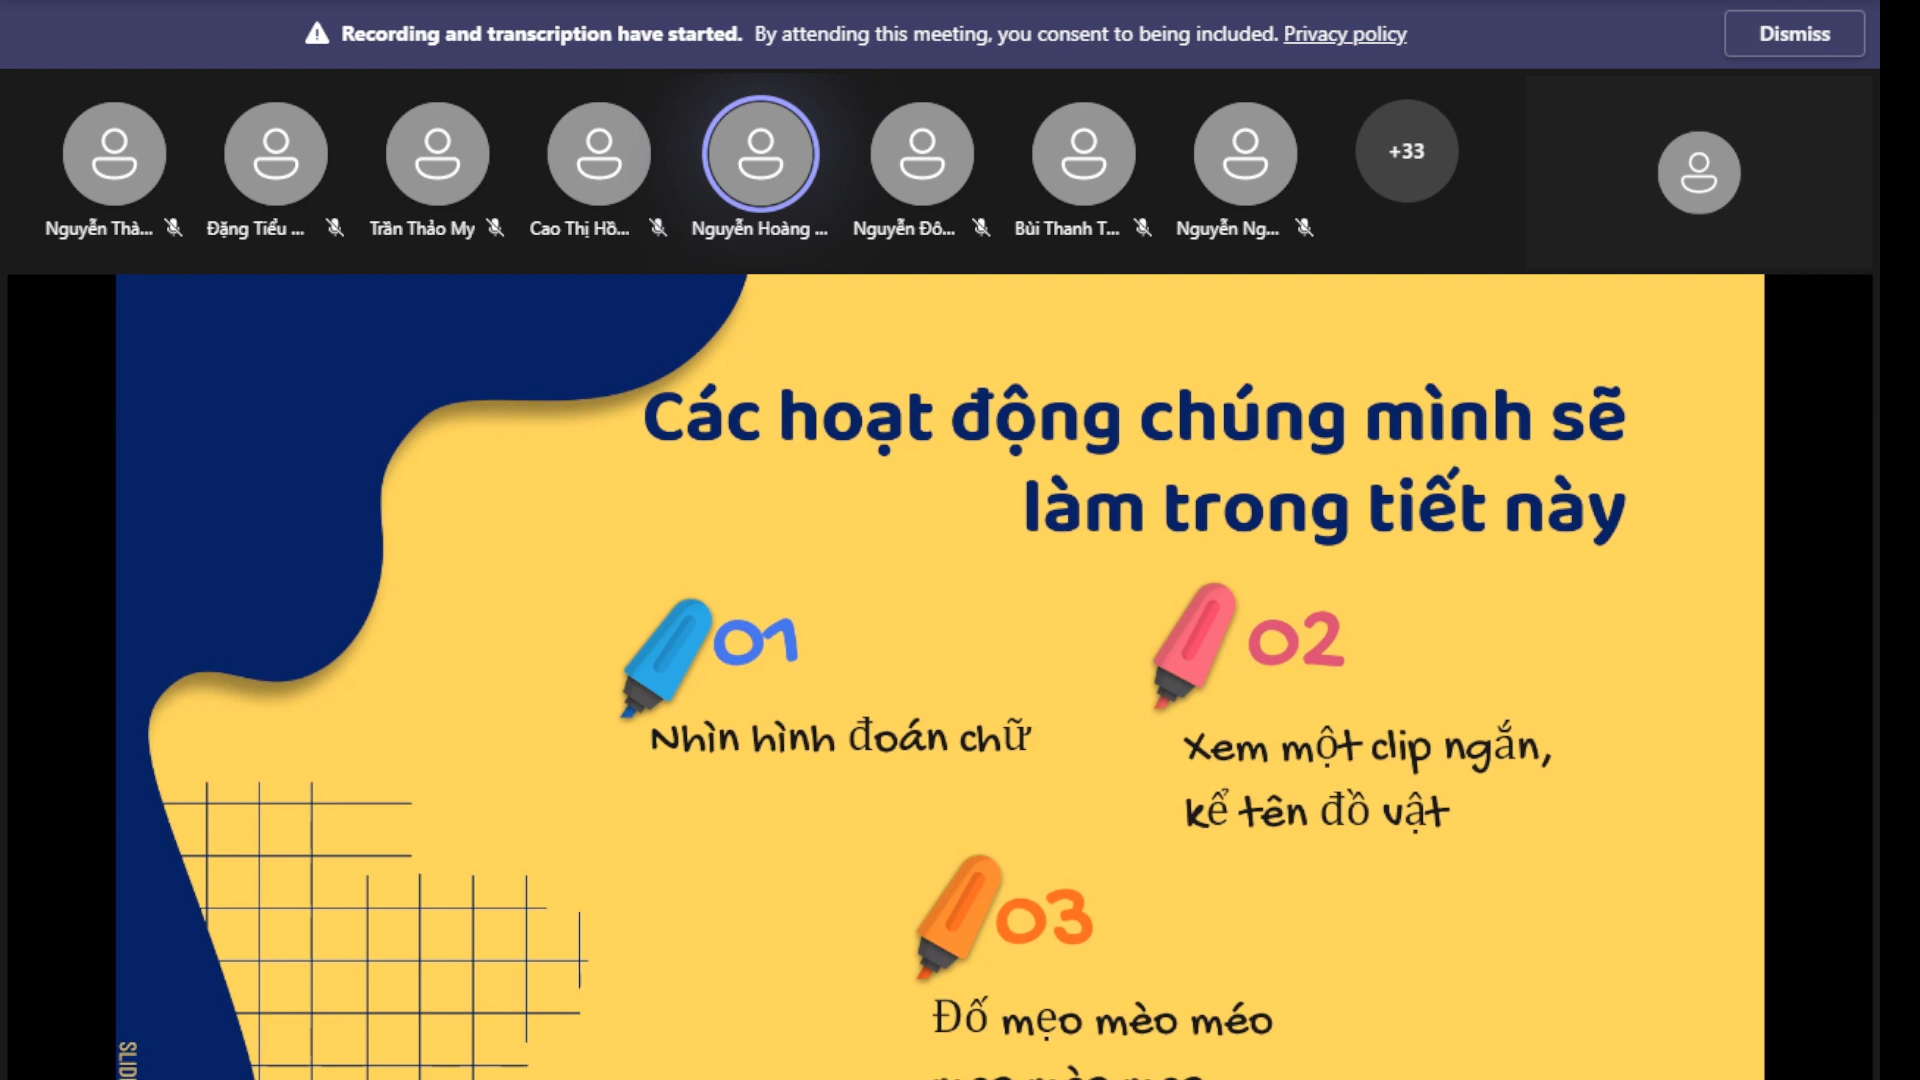 Recording and transcription have started. By attending this meeting, you consent to being included. Privacy policy
Dismiss
Nguyễn Thà...
Đặng Tiểu ...
Trần Thảo My
Cao Thị Hồ...
Nguyễn Hoàng ...
Nguyễn Đô...
Bùi Thanh T...
Nguyễn Ng...
+33
Các hoạt động chúng mình sẽ
làm trong tiết này
01
Nhìn hình đoán chữ
02
Xem một clip ngắn,
kể tên đồ vật
03
Đố mẹo mèo méo